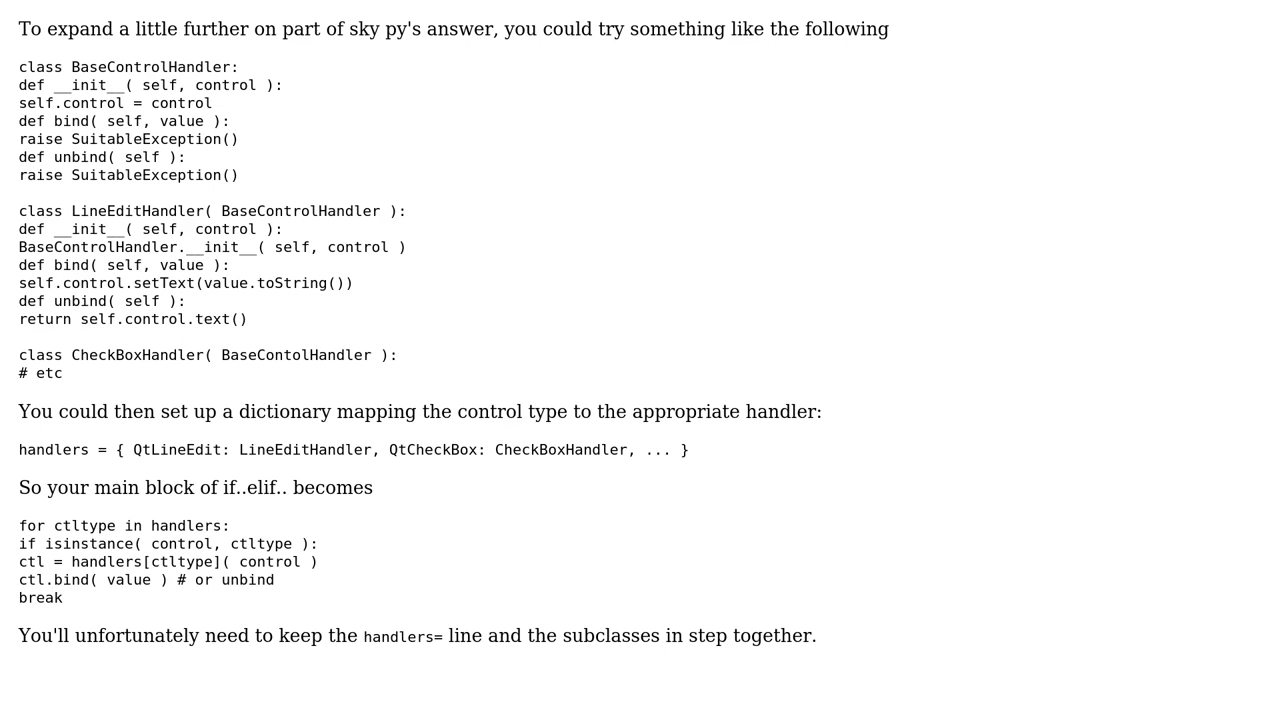 To expand a little further on part of sky py's answer, you could try something like the following
class BaseControlHandler:
def __init__( self, control ):
self.control = control
def bind( self, value ):
raise SuitableException()
def unbind( self ):
raise SuitableException()
class LineEditHandler( BaseControlHandler ):
def __init__( self, control ):
BaseControlHandler.__init__( self, control )
def bind( self, value ):
self.control.setText(value.toString())
def unbind( self ):
return self.control.text()
class CheckBoxHandler( BaseContolHandler ):
# etc
You could then set up a dictionary mapping the control type to the appropriate handler:
handlers = { QtLineEdit: LineEditHandler, QtCheckBox: CheckBoxHandler, ... }
So your main block of if..elif.. becomes
for ctltype in handlers:
if isinstance( control, ctltype ):
ctl = handlers[ctltype]( control )
ctl.bind( value ) # or unbind
break
You'll unfortunately need to keep the handlers= line and the subclasses in step together.